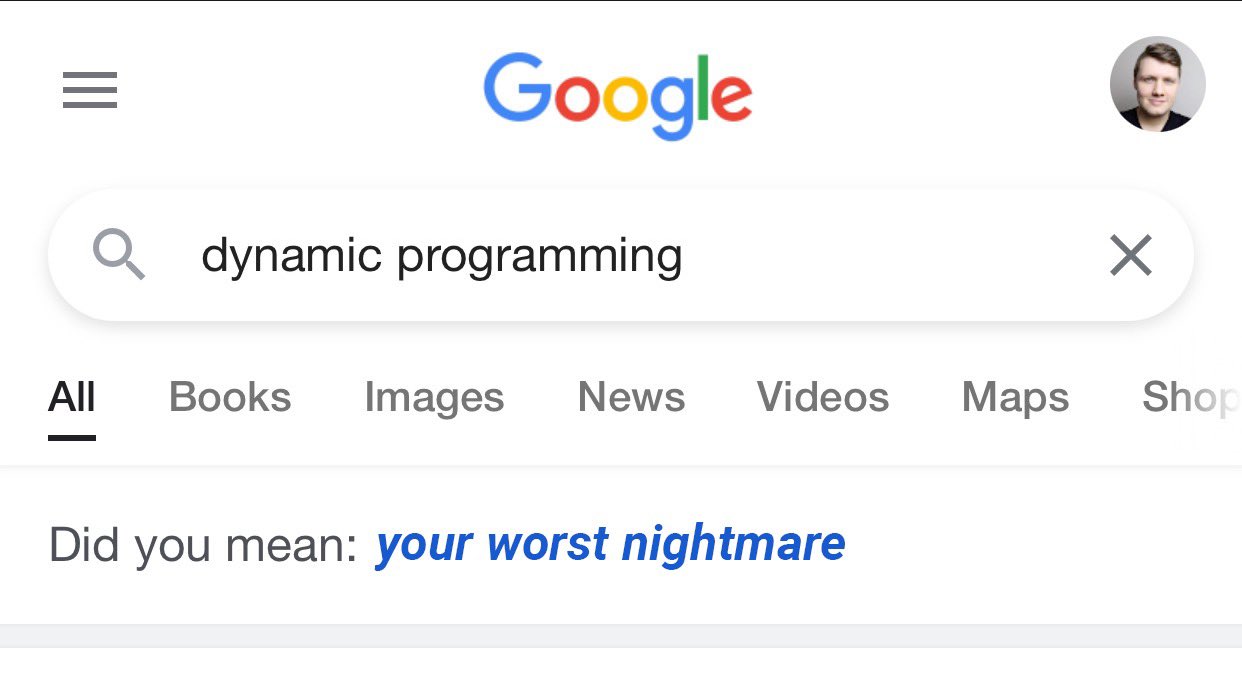 Google
dynamic programming
All Books Images News Videos Maps Shop
Did you mean: your worst nightmare